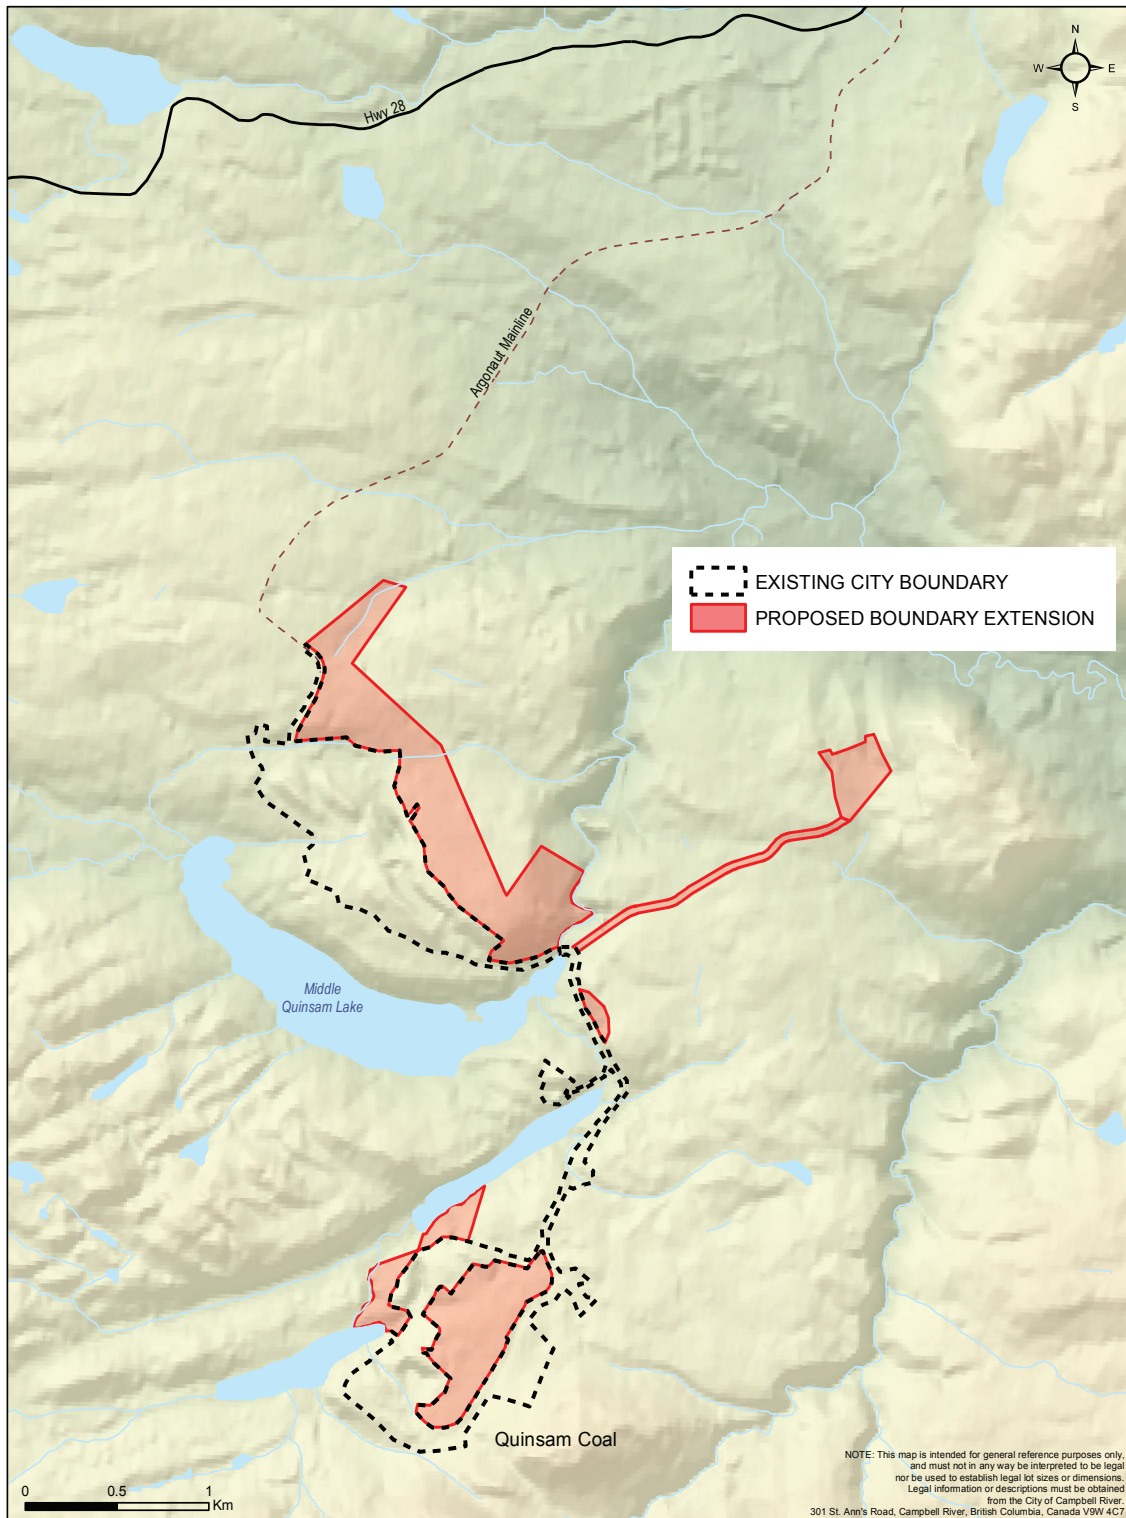 N
W E
S
Hwy 28
Argonaut Mainline
EXISTING CITY BOUNDARY
PROPOSED BOUNDARY EXTENSION
Middle
Quinsam Lake
Quinsam Coal
0 0.5 1
Km
NOTE: This map is intended for general reference purposes only,
and must not in any way be interpreted to be legal
nor be used to establish legal lot sizes or dimensions.
Legal information or descriptions must be obtained
from the City of Campbell River.
301 St. Ann's Road, Campbell River, British Columbia, Canada V9W 4C7